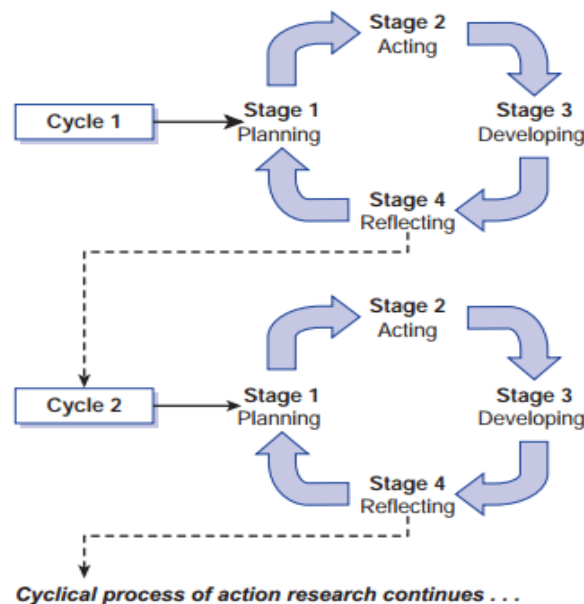 Stage 2
Acting
Cycle 1
Stage 1
Planning
Stage 3
Developing
Stage 4
Reflecting
Stage 2
Acting
Cycle 2
Stage 1
Planning
Stage 3
Developing
Stage 4
Reflecting
Cyclical process of action research continues . . .